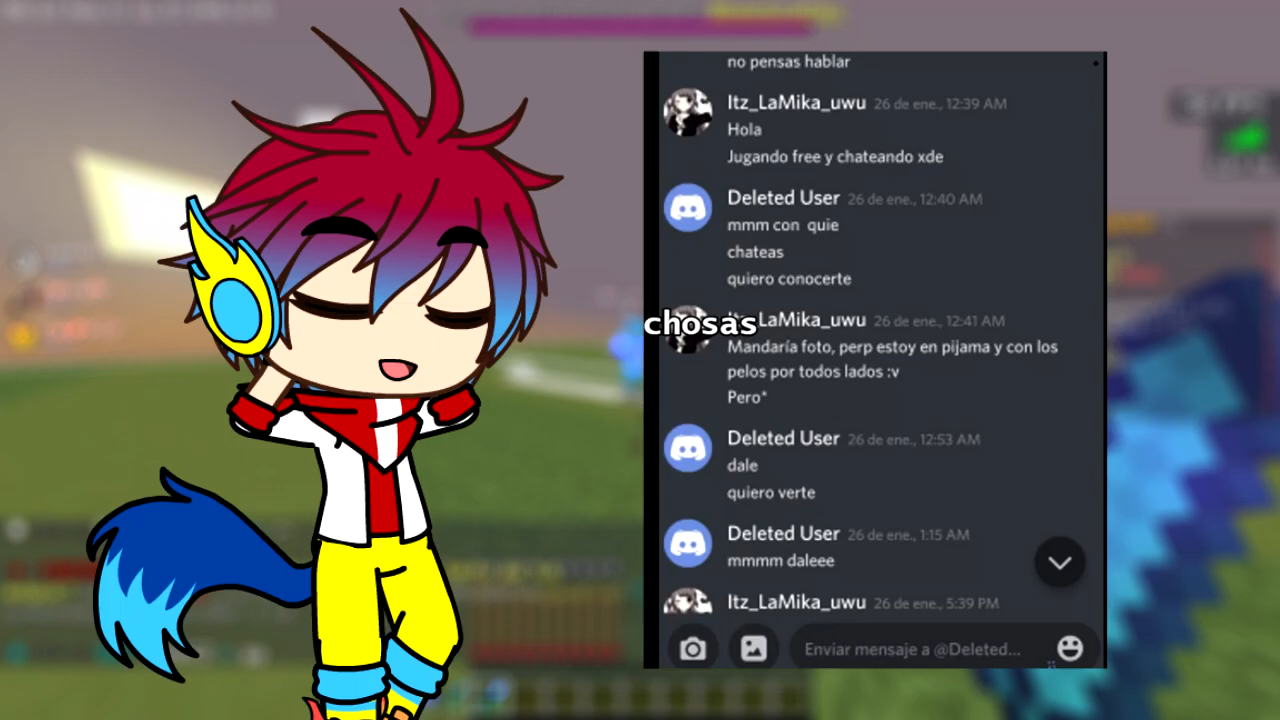 no pensas hablar
Itz_LaMika_uwu 26 de ene., 12:39 AM
Hola
Jugando free y chateando xde
Deleted User 26 de ene., 12:40 AM
mmm con quie
chateas
quiero conocerte
Itz_LaMika_uwu 26 de ene., 12:41 AM
chosas
Mandaría foto, perp estoy en pijama y con los
pelos por todos lados :v
Pero*
Deleted User 26 de ene., 12:53 AM
dale
quiero verte
Deleted User 26 de ene., 1:15 AM
mmmm daleee
Itz_LaMika_uwu 26 de ene., 5:39 PM
Enviar mensaje a @Deleted...